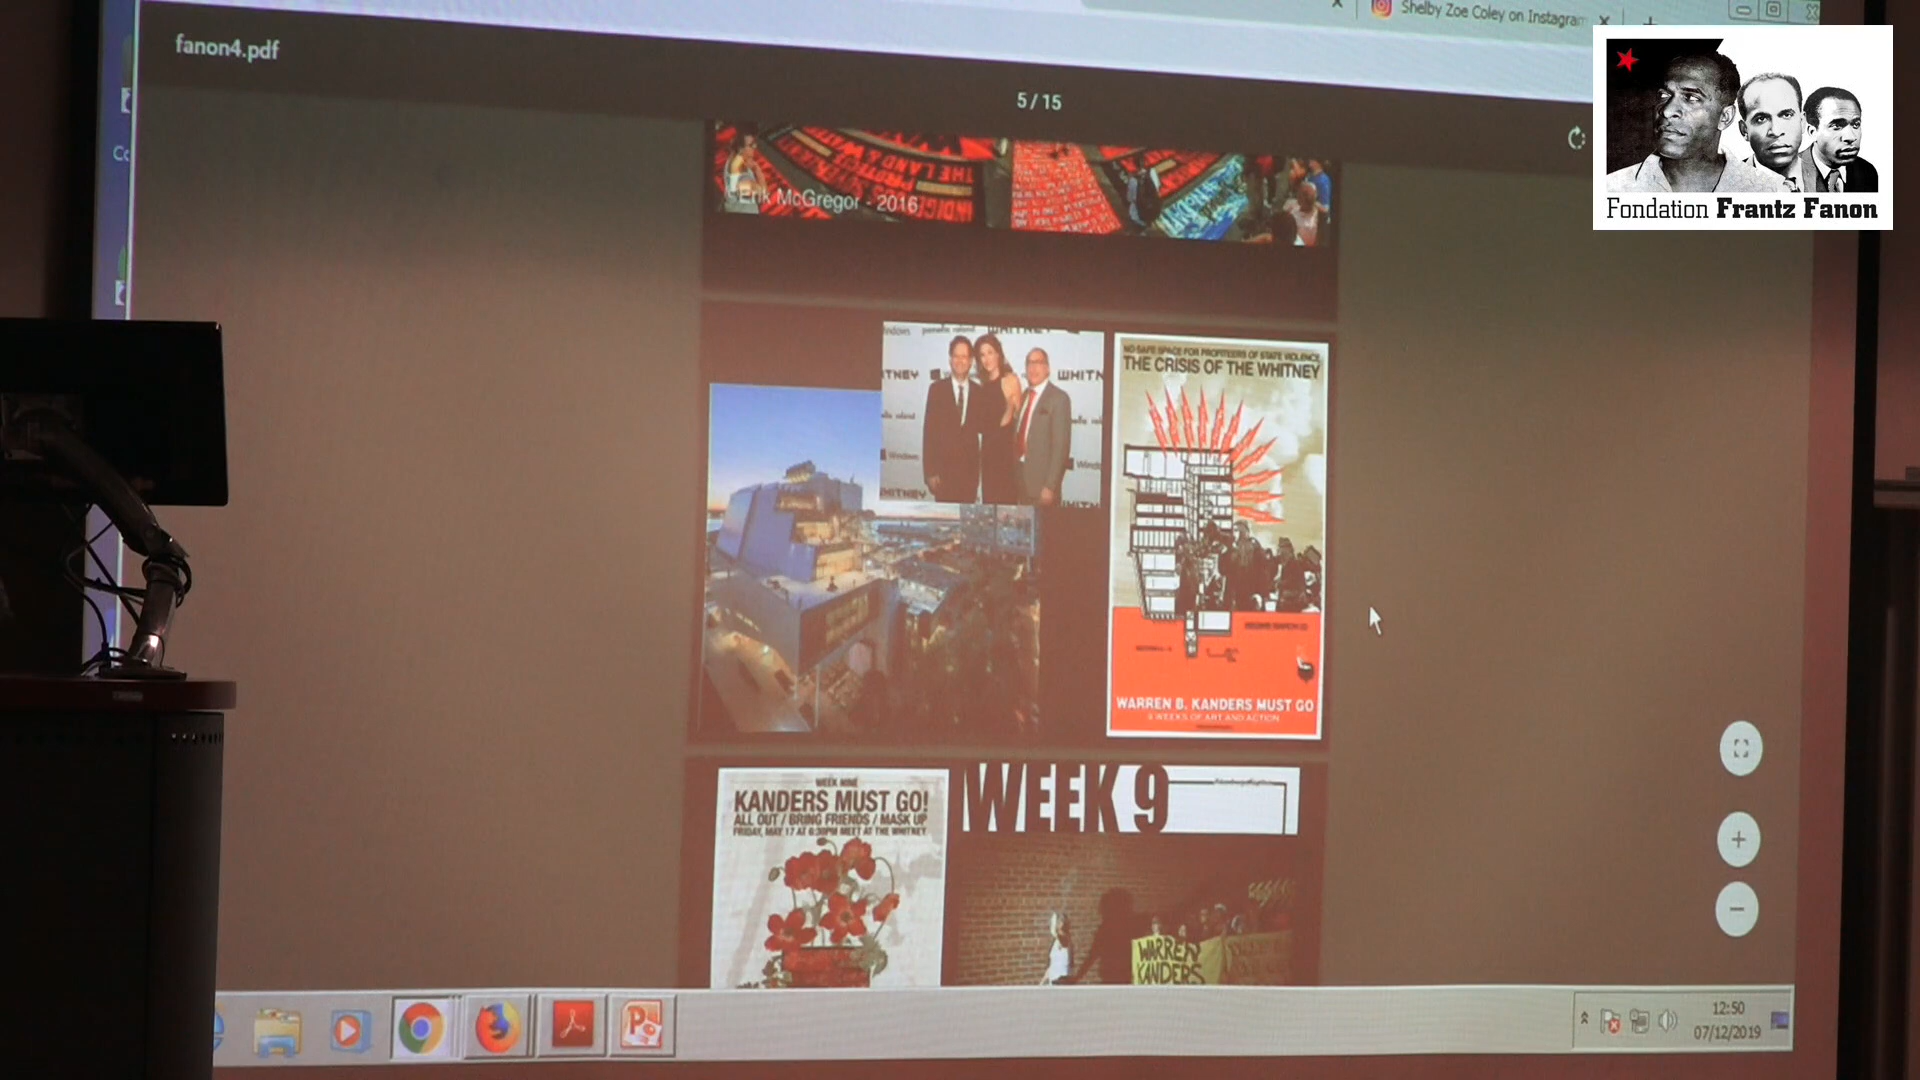 Shelby Zoe Coley on Instagram
fanon4.pdf
5 / 15
Fondation Frantz Fanon
THE LAND & WAT
©Erik McGregor - 2016
WHITNEY
WHITNEY
WHITN
Windows
WHITNEY
NO SAFE SPACE FOR PROFITEERS OF STATE VIOLENCE
THE CRISIS OF THE WHITNEY
WARREN B. KANDERS MUST GO
9 WEEKS OF ART AND ACTION
WEEK NINE
KANDERS MUST GO!
ALL OUT / BRING FRIENDS / MASK UP
FRIDAY, MAY 17 AT 6:30PM MEET AT THE WHITNEY
WEEK 9
WARREN
KANDERS
12:50
07/12/2019